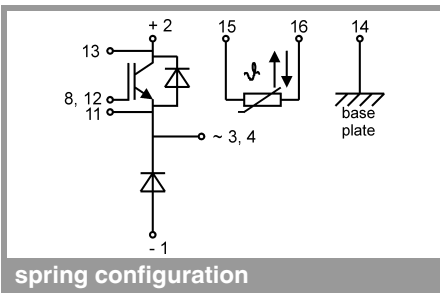 + 2
15
16
14
13
ϑ
8, 12
11
base
plate
~ 3, 4
- 1
spring configuration